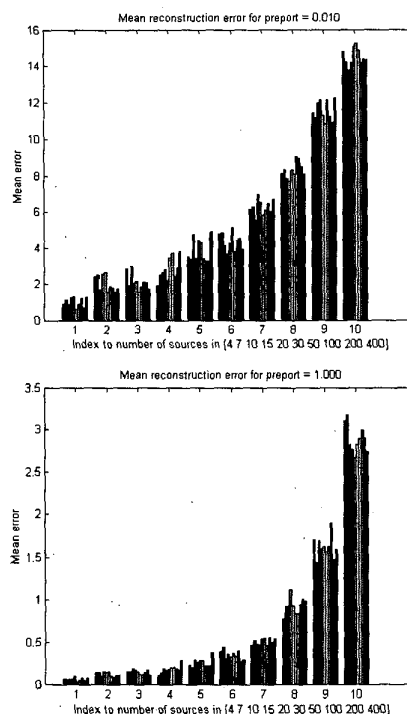 Mean reconstruction error for preport = 0.010
16
14
12
10
8
6
4
2
0
Mean error
1 2 3 4 5 6 7 8 9 10
Index to number of sources in {4 7 10 15 20 30 50 100 200 400}
Mean reconstruction error for preport = 1.000
3.5
3
2.5
2
1.5
1
0.5
0
Mean error
1 2 3 4 5 6 7 8 9 10
Index to number of sources in {4 7 10 15 20 30 50 100 200 400}